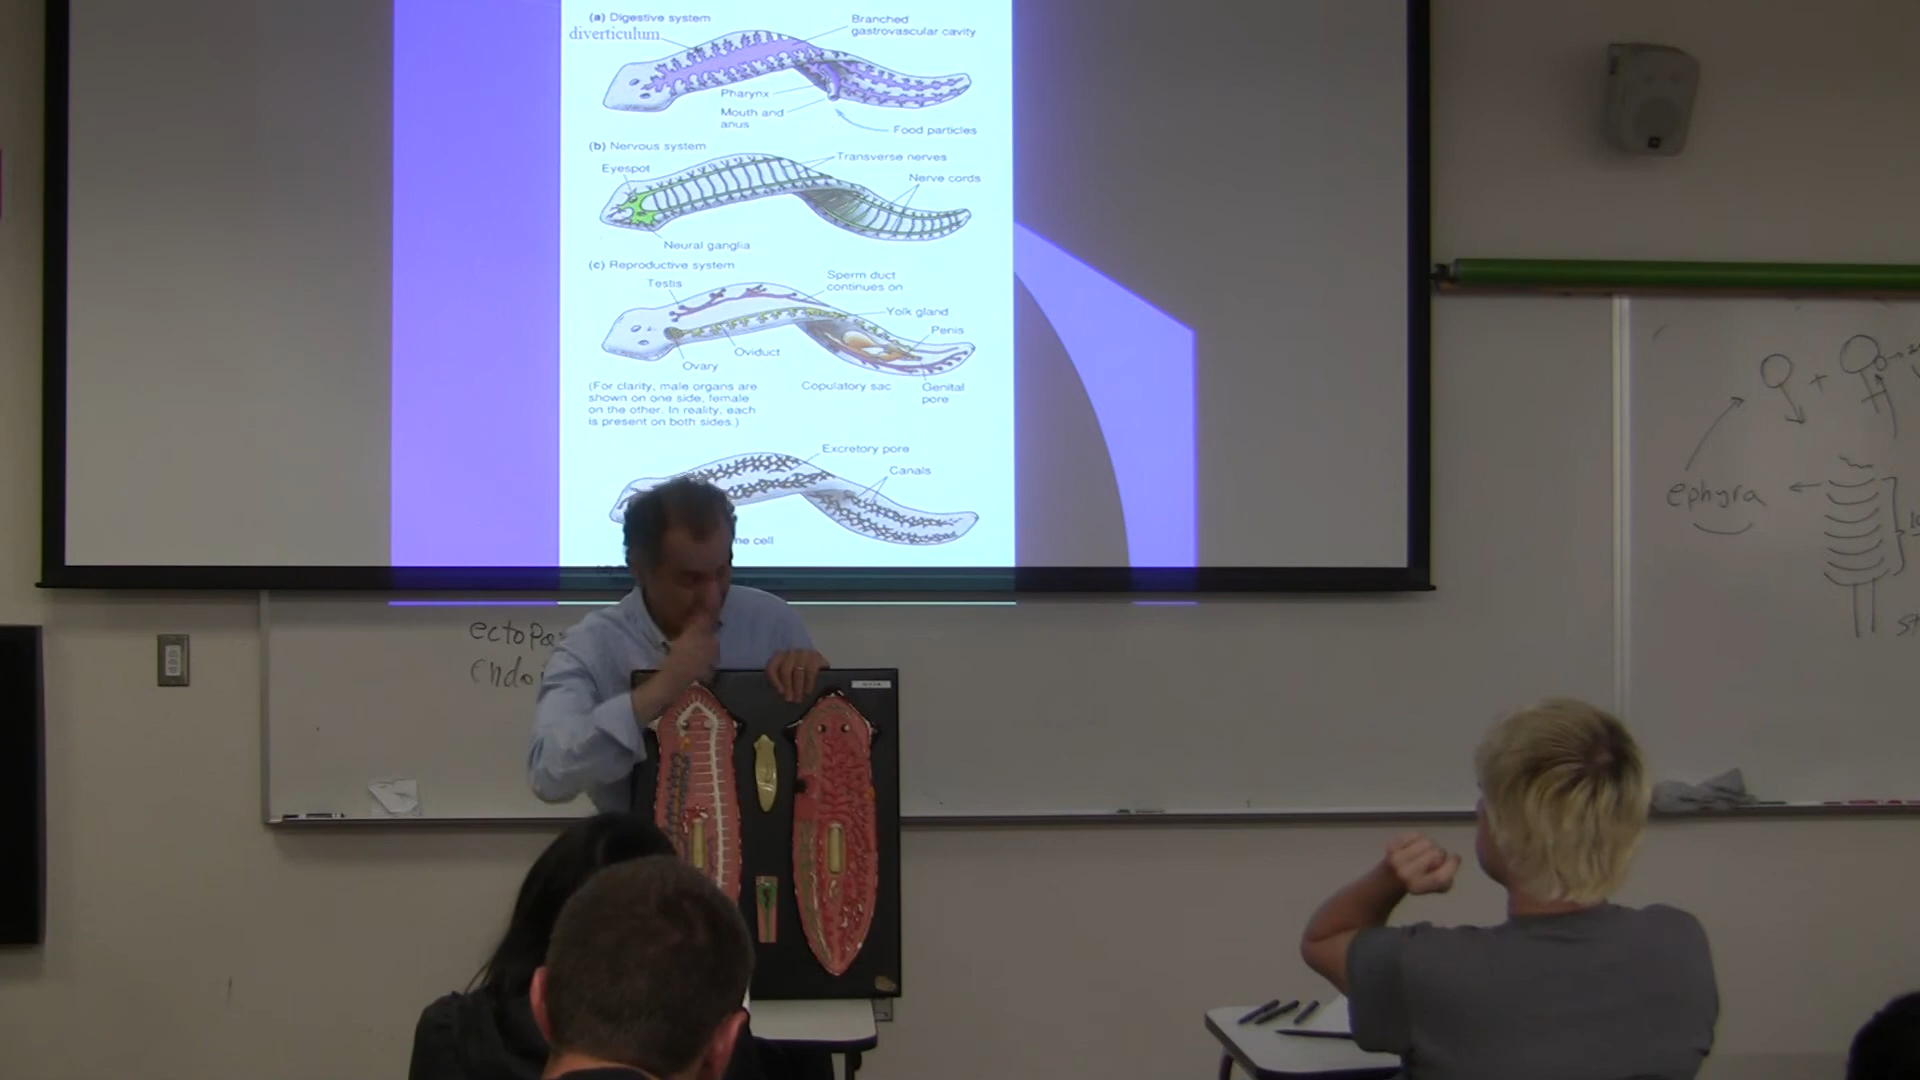 (a) Digestive system
diverticulum
Branched
gastrovascular cavity
Pharynx
Mouth and
anus
Food particles
(b) Nervous system
Eyespot
Transverse nerves
Nerve cords
Neural ganglia
(c) Reproductive system
Testis
Sperm duct
continues on
Yolk gland
Penis
Oviduct
Ovary
(For clarity, male organs are
shown on one side, female
on the other. In reality, each
is present on both sides.)
Copulatory sac
Genital
pore
Excretory pore
Canals
cell
ectopa
endo
+
ephyra
st